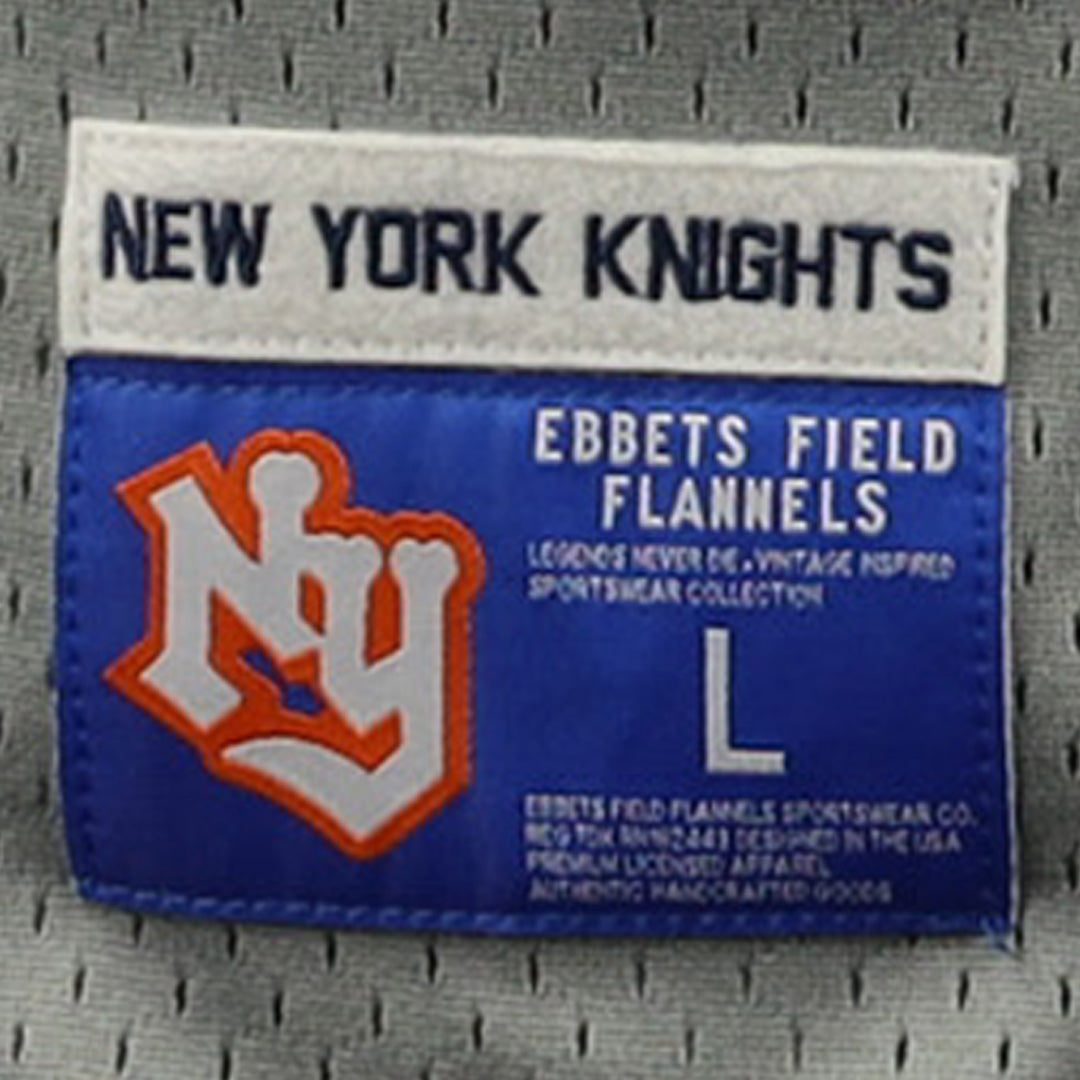 NEW YORK KNIGHTS
NY
EBBETS FIELD
FLANNELS
LEGENDS NEVER DIE • VINTAGE INSPIRED
SPORTSWEAR COLLECTION
L
EBBETS FIELD FLANNELS SPORTSWEAR CO.
DESIGNED IN THE USA
PREMIUM LICENSED APPAREL
AUTHENTIC HANDCRAFTED GOODS